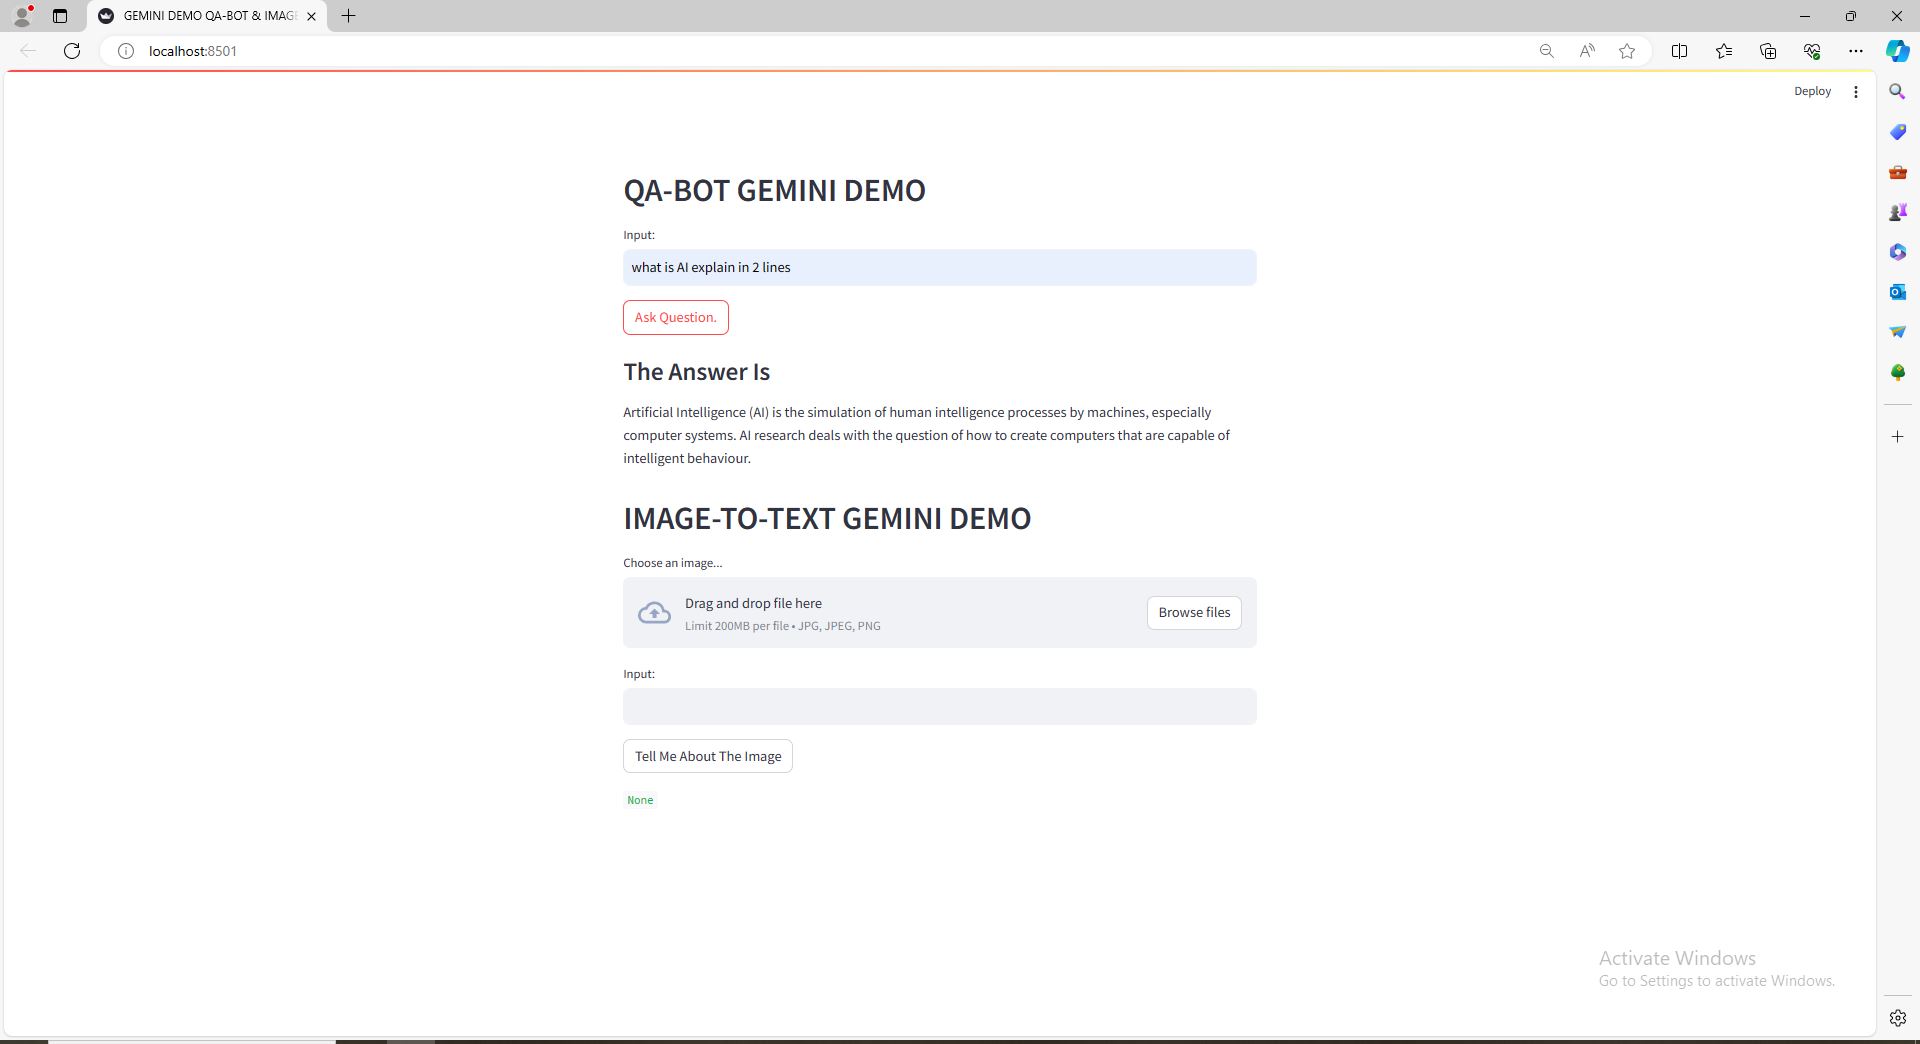 GEMINI DEMO QA-BOT & IMAGE
localhost:8501
Deploy
QA-BOT GEMINI DEMO
Input:
what is AI explain in 2 lines
Ask Question.
The Answer Is
Artificial Intelligence (AI) is the simulation of human intelligence processes by machines, especially
computer systems. AI research deals with the question of how to create computers that are capable of
intelligent behaviour.
IMAGE-TO-TEXT GEMINI DEMO
Choose an image...
Drag and drop file here
Limit 200MB per file • JPG, JPEG, PNG
Browse files
Input:
Tell Me About The Image
None
Activate Windows
Go to Settings to activate Windows.